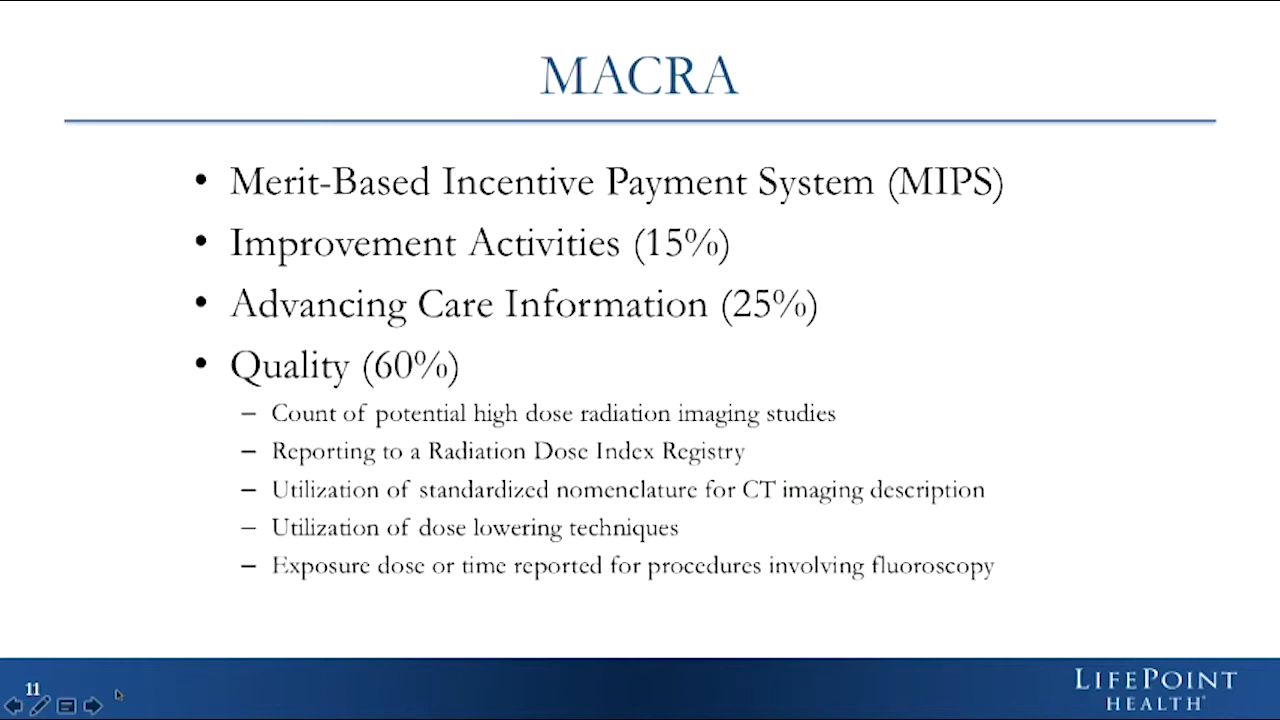 MACRA
• Merit-Based Incentive Payment System (MIPS)
• Improvement Activities (15%)
• Advancing Care Information (25%)
• Quality (60%)
– Count of potential high dose radiation imaging studies
– Reporting to a Radiation Dose Index Registry
– Utilization of standardized nomenclature for CT imaging description
– Utilization of dose lowering techniques
– Exposure dose or time reported for procedures involving fluoroscopy
11
LIFEPOINT
HEALTH®